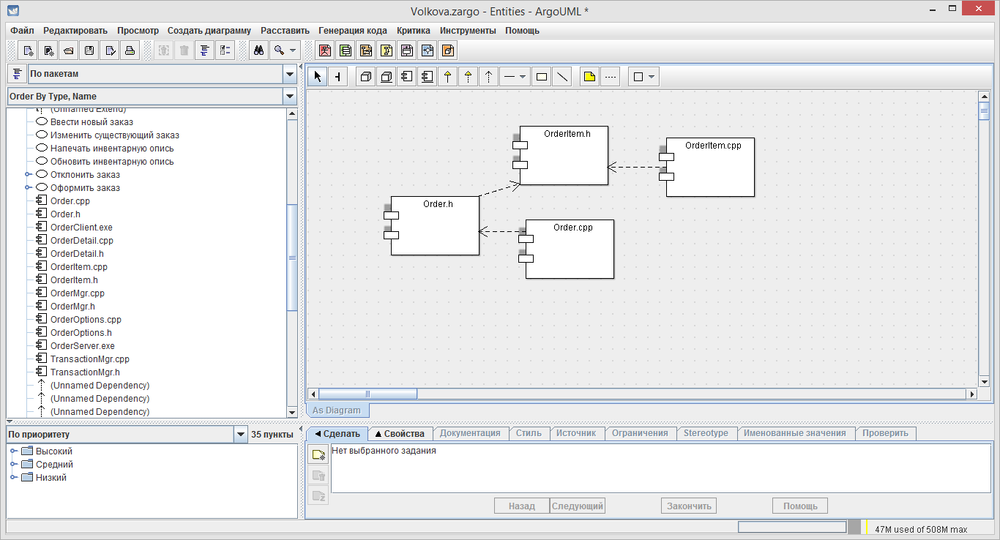 Volkova.zargo - Entities - ArgoUML *
Файл Редактировать Просмотр Создать диаграмму Расставить Генерация кода Критика Инструменты Помощь
По пакетам
Order By Type, Name
(Unnamed Extend)
Ввести новый заказ
Изменить существующий заказ
Напечать инвентарную опись
Обновить инвентарную опись
Отклонить заказ
Оформить заказ
Order.cpp
Order.h
OrderClient.exe
OrderDetail.cpp
OrderDetail.h
OrderItem.cpp
OrderItem.h
OrderMgr.cpp
OrderMgr.h
OrderOptions.cpp
OrderOptions.h
OrderServer.exe
TransactionMgr.cpp
TransactionMgr.h
(Unnamed Dependency)
(Unnamed Dependency)
(Unnamed Dependency)
OrderItem.h
OrderItem.cpp
Order.h
Order.cpp
As Diagram
По приоритету 35 пункты
Высокий
Средний
Низкий
Сделать Свойства Документация Стиль Источник Ограничения Stereotype Именованные значения Проверить
Нет выбранного задания
Назад Следующий Закончить Помощь
47M used of 508M max